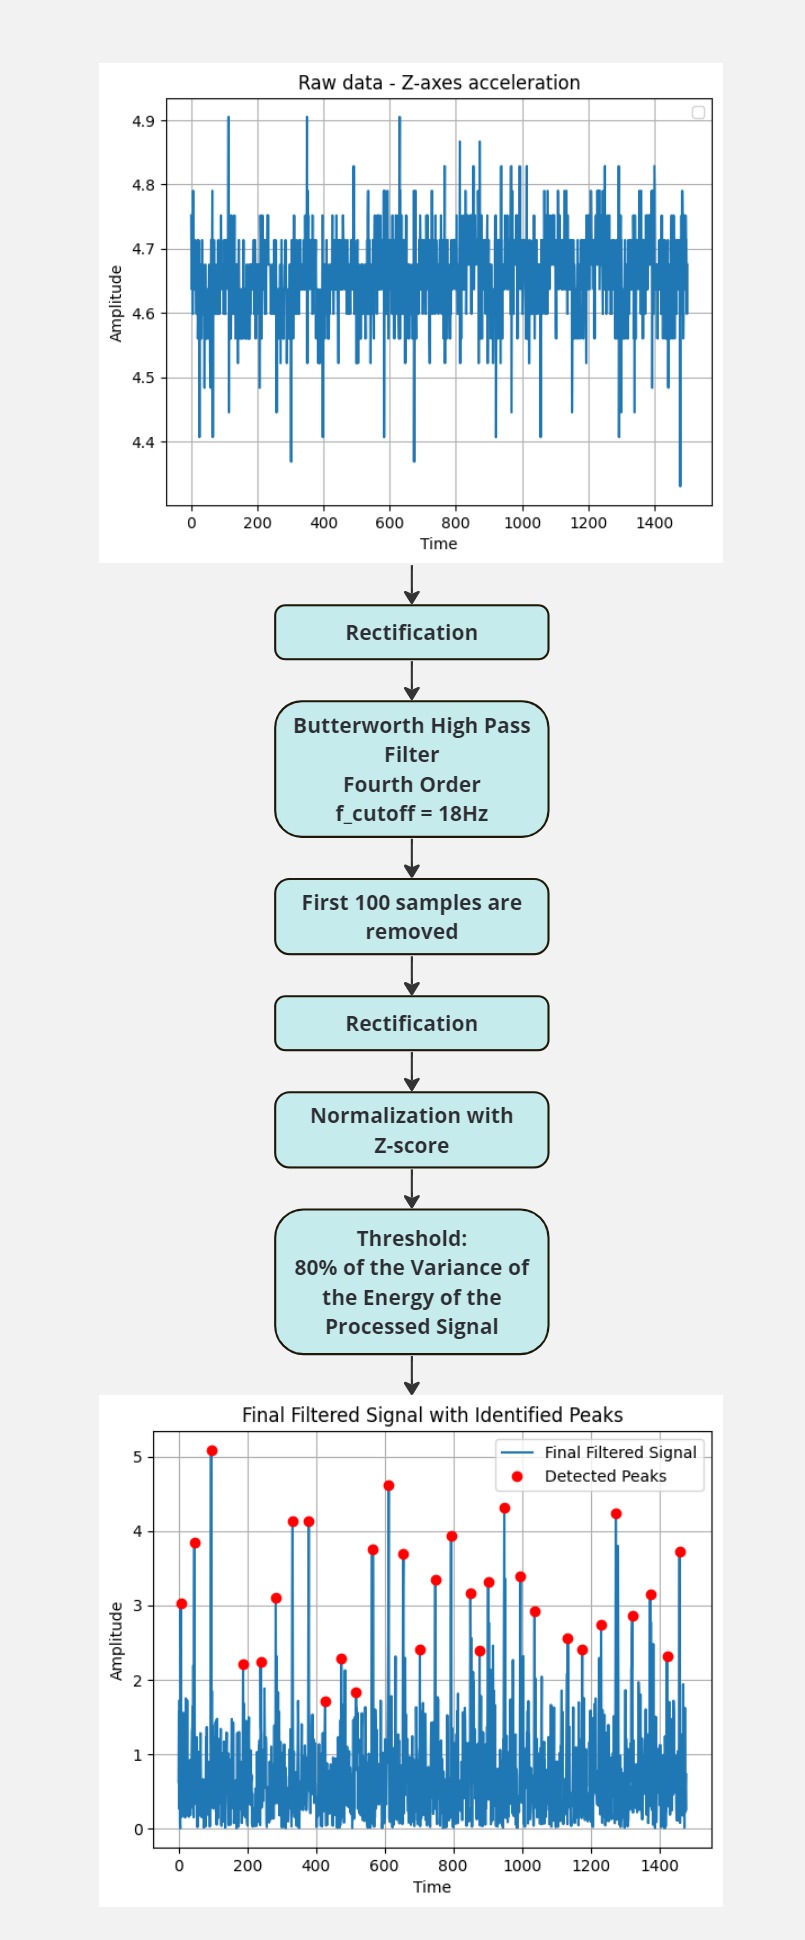 Raw data - Z-axes acceleration
4.9
4.8
4.7
4.6
4.5
4.4
Amplitude
0 200 400 600 800 1000 1200 1400
Time
Rectification
Butterworth High Pass
Filter
Fourth Order
f_cutoff = 18Hz
First 100 samples are
removed
Rectification
Normalization with
Z-score
Threshold:
80% of the Variance of
the Energy of the
Processed Signal
Final Filtered Signal with Identified Peaks
Final Filtered Signal
Detected Peaks
5
4
3
2
1
0
Amplitude
0 200 400 600 800 1000 1200 1400
Time